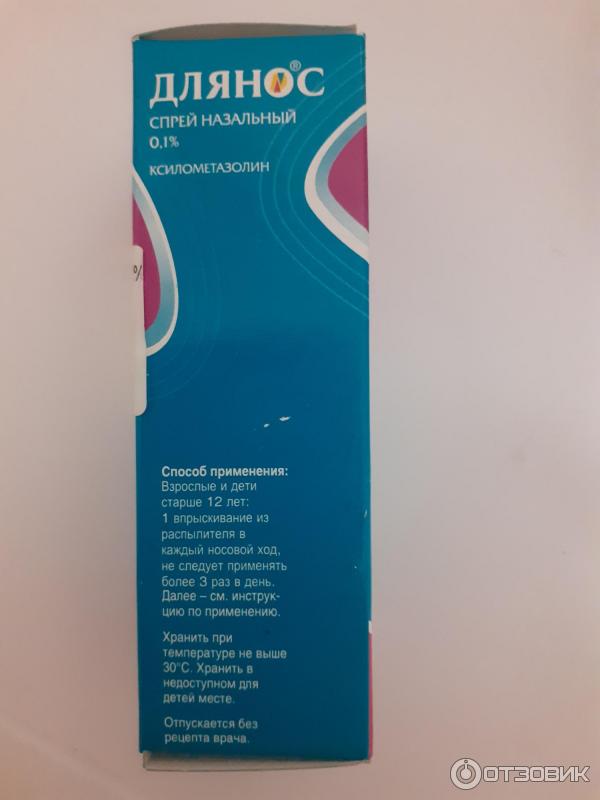 ДЛЯНОС®
СПРЕЙ НАЗАЛЬНЫЙ
0,1%
КСИЛОМЕТАЗОЛИН
%
Способ применения:
Взрослые и дети
старше 12 лет:
1 впрыскивание из
распылителя в
каждый носовой ход,
не следует применять
более 3 раз в день.
Далее – см. инструк-
цию по применению.
Хранить при
температуре не выше
30°С. Хранить в
недоступном для
детей месте.
Отпускается без
рецепта врача.
ОТЗОВИК